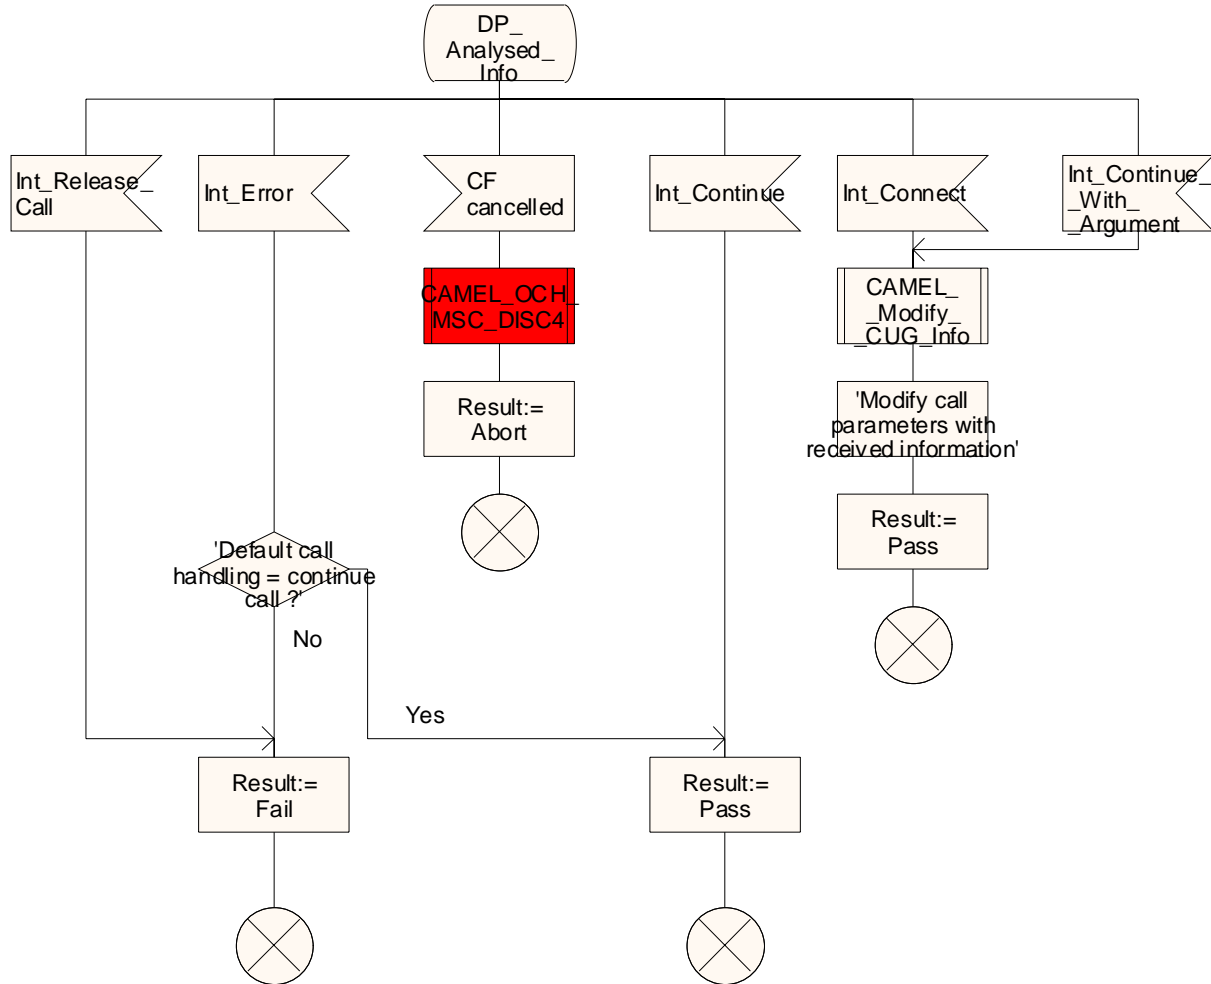 DP_
Analysed_
Info
Int_Release_
Call
Int_Error
CF
cancelled
Int_Continue
Int_Connect
Int_Continue_
_With_
_Argument
CAMEL_OCH_
MSC_DISC4
CAMEL_
_Modify_
_CUG_Info
Result:=
Abort
'Modify call
parameters with
received information'
Result:=
Pass
'Default call
handling = continue
call ?'
No
Yes
Result:=
Fail
Result:=
Pass